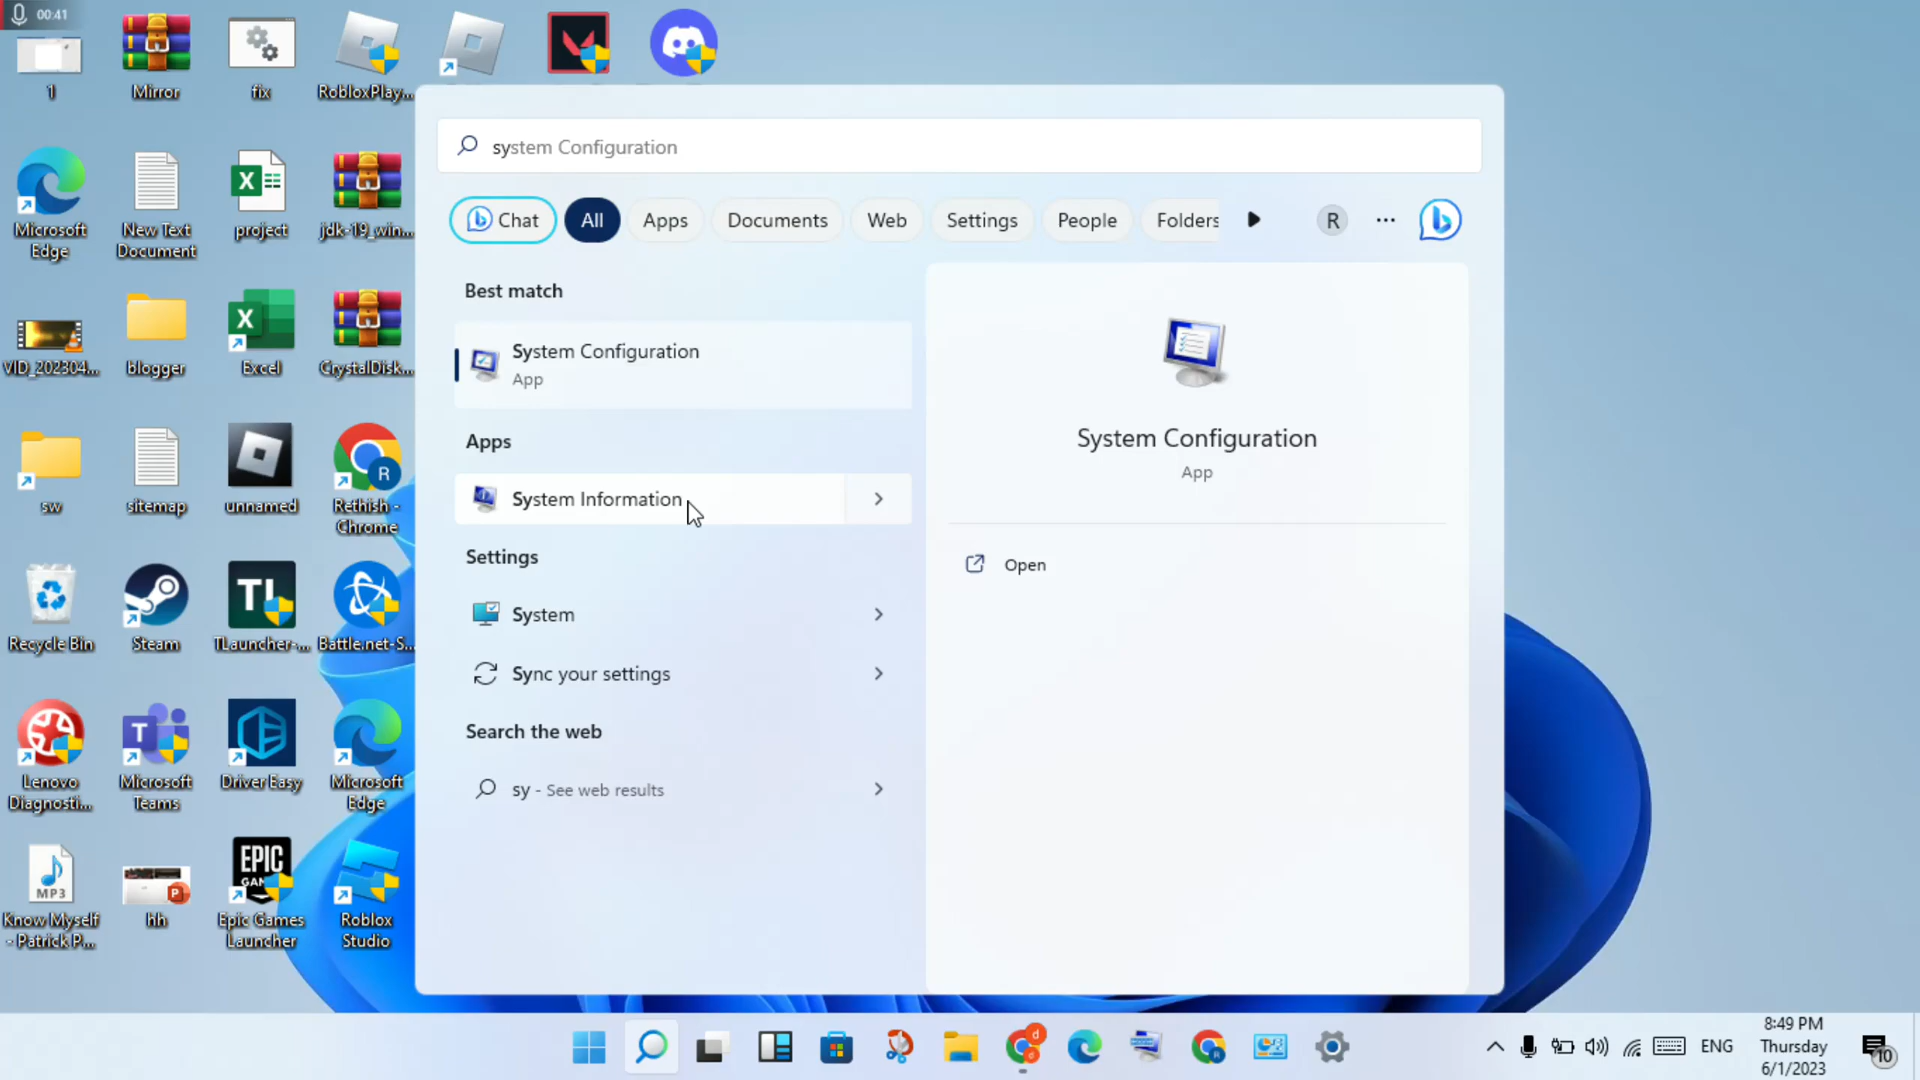 00:41
1
Mirror
fix
RobloxPlay...
Microsoft
Edge
New Text
Document
project
jdk-19_win...
VID_202304...
blogger
Excel
CrystalDisk...
sw
sitemap
unnamed
Rethish -
Chrome
Recycle Bin
Steam
TLauncher-...
Battle.net-S...
Lenovo
Diagnosti...
Microsoft
Teams
Driver Easy
Microsoft
Edge
MP3
Know Myself
- Patrick P...
hh
EPIC
Epic Games
Launcher
Roblox
Studio
system Configuration
Chat
All
Apps
Documents
Web
Settings
People
Folders
R
Best match
System Configuration
App
Apps
System Information
Settings
System
Sync your settings
Search the web
sy - See web results
System Configuration
App
Open
ENG
8:49 PM
Thursday
6/1/2023
10